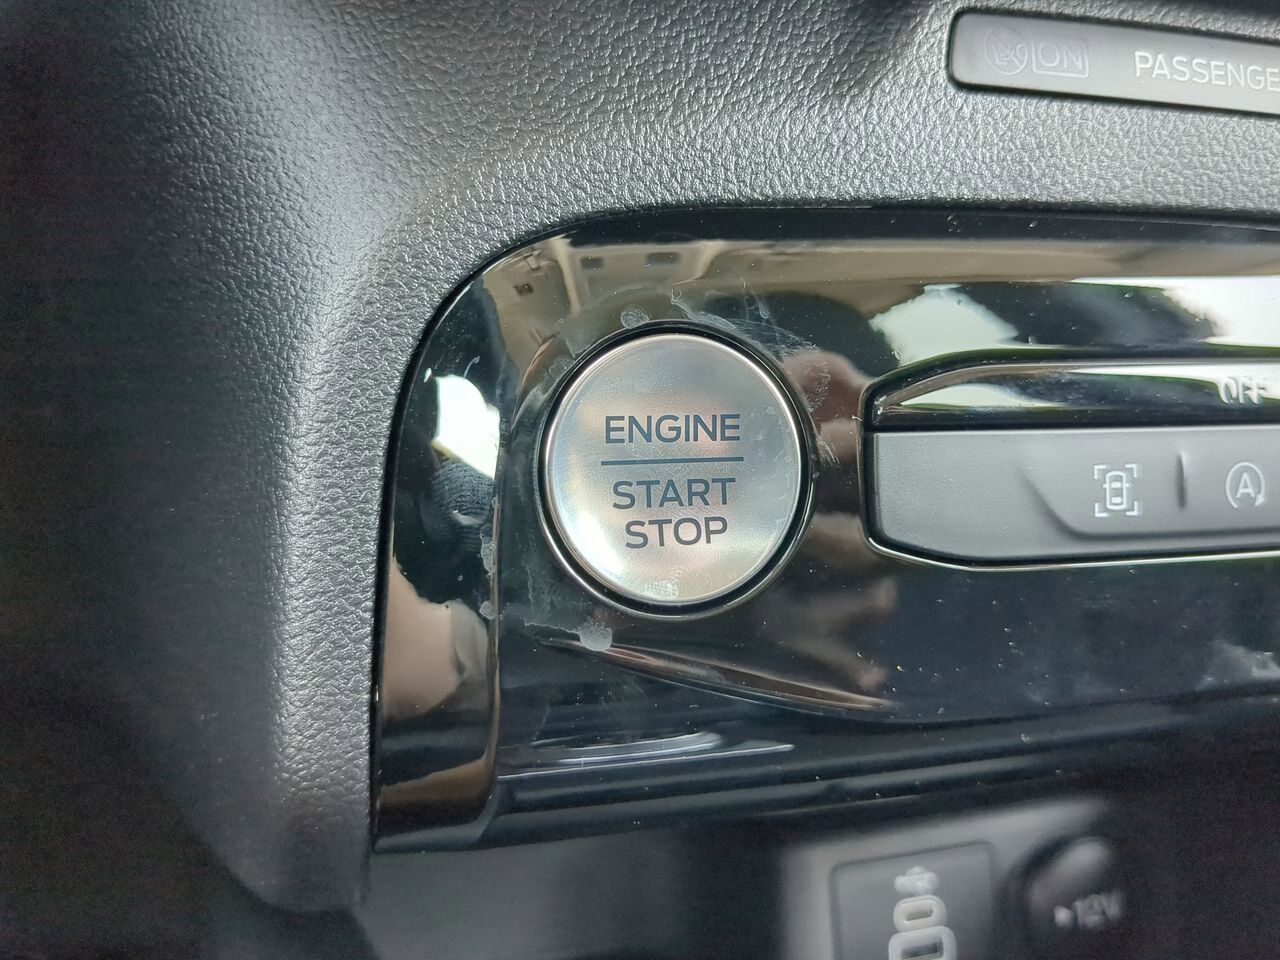 ON PASSENGE
OFF
ENGINE
START
STOP
A
12V